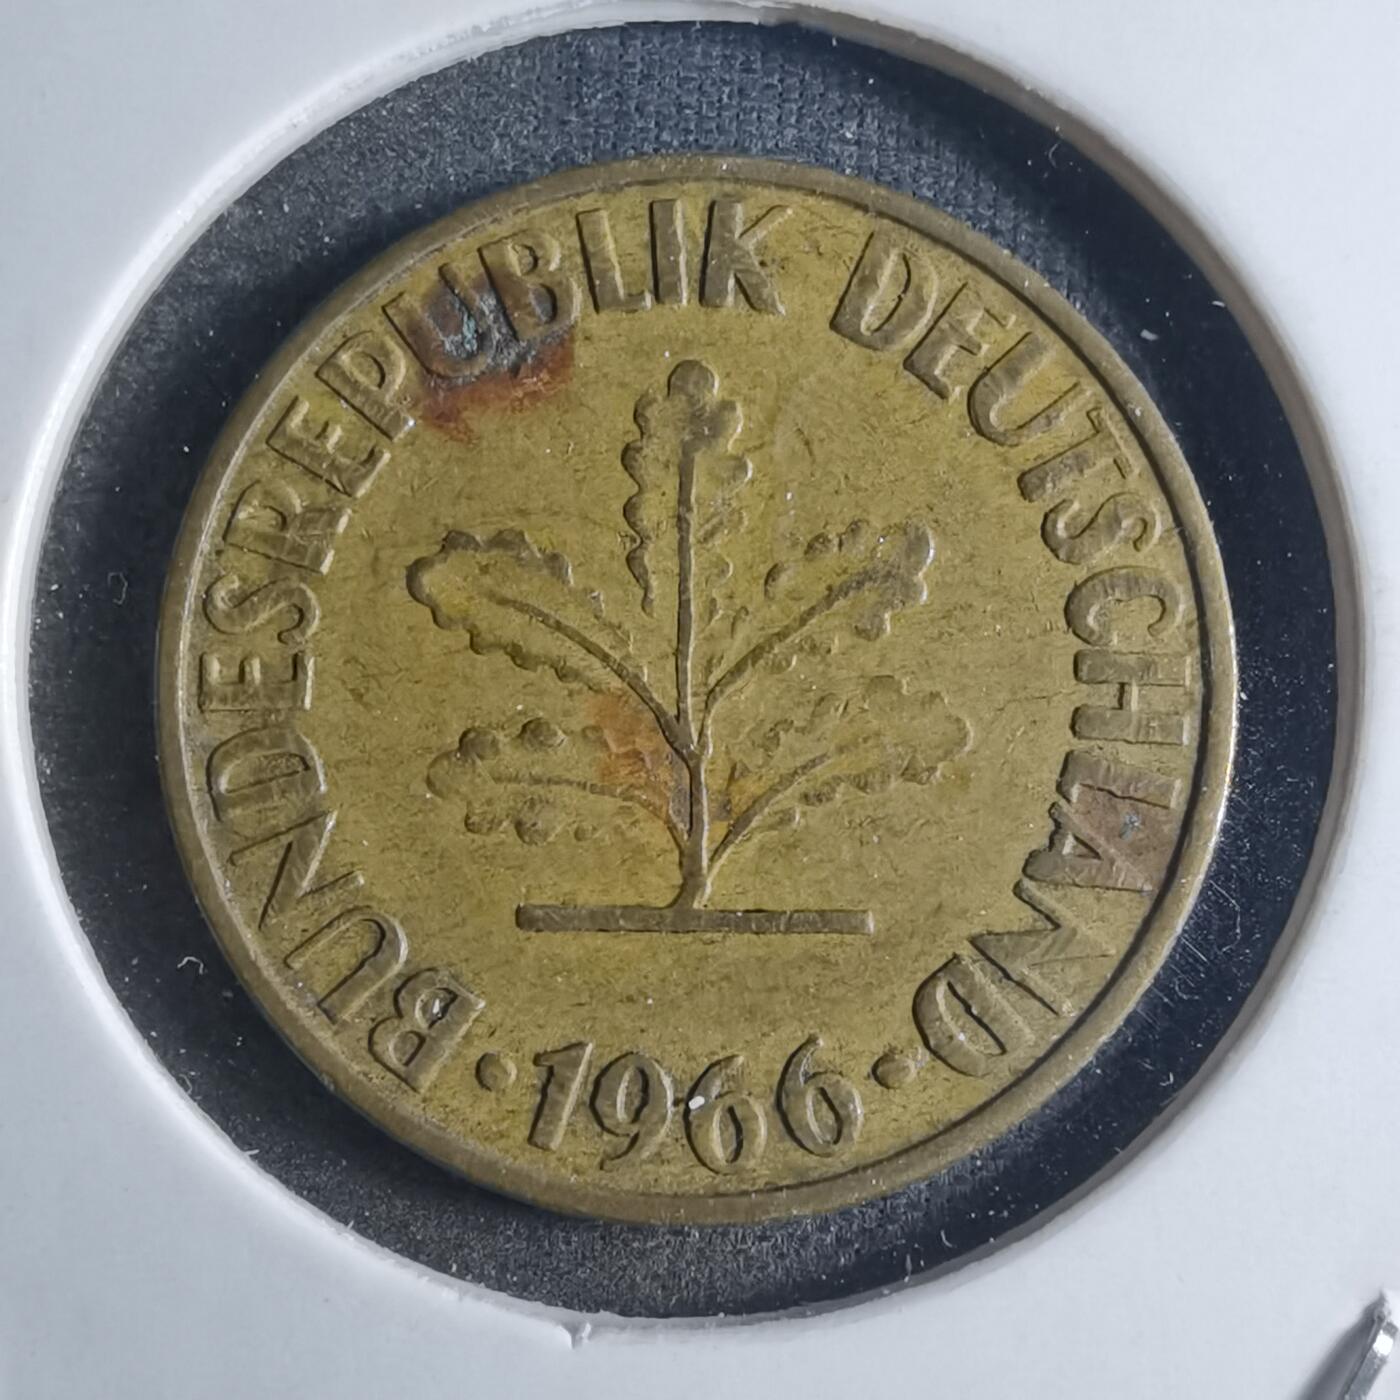 BUNDESREPUBLIK DEUTSCHLAND
· 1966 ·